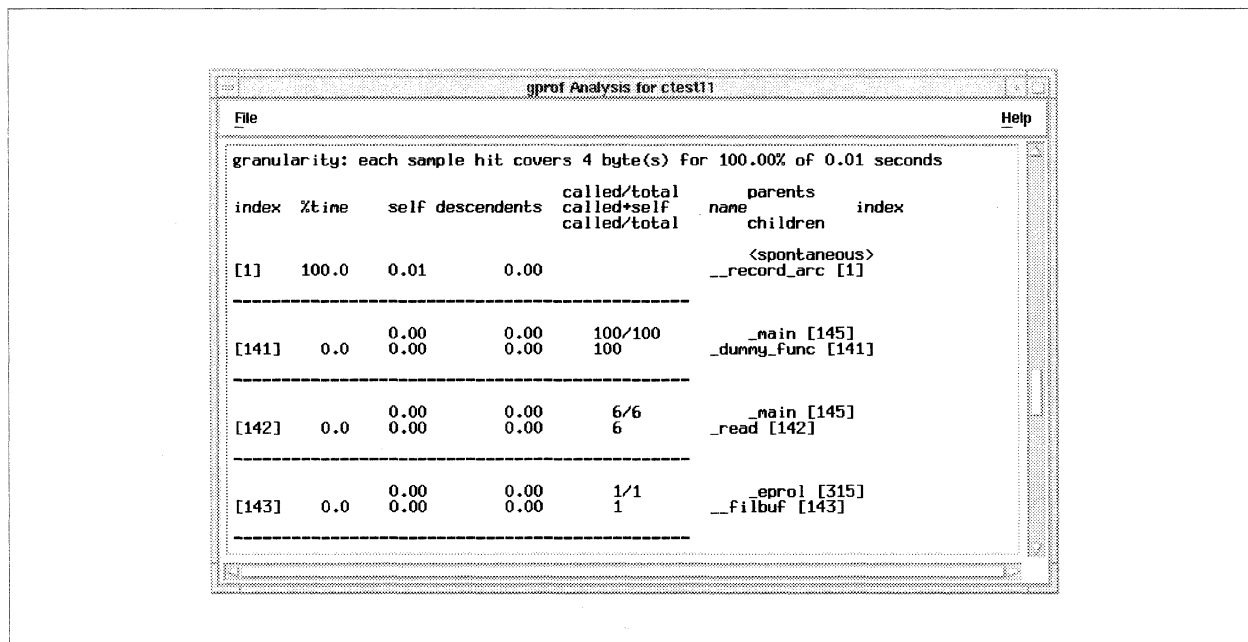 gprof Analysis for ctest11
File Help
granularity: each sample hit covers 4 byte(s) for 100.00% of 0.01 seconds
called/total parents
index %time self descendents called+self name index
called/total children
<spontaneous>
[1] 100.0 0.01 0.00 __record_arc [1]
0.00 0.00 100/100 _main [145]
[141] 0.0 0.00 0.00 100 _dummy_func [141]
0.00 0.00 6/6 _main [145]
[142] 0.0 0.00 0.00 6 _read [142]
0.00 0.00 1/1 _eprol [315]
[143] 0.0 0.00 0.00 1 __filbuf [143]